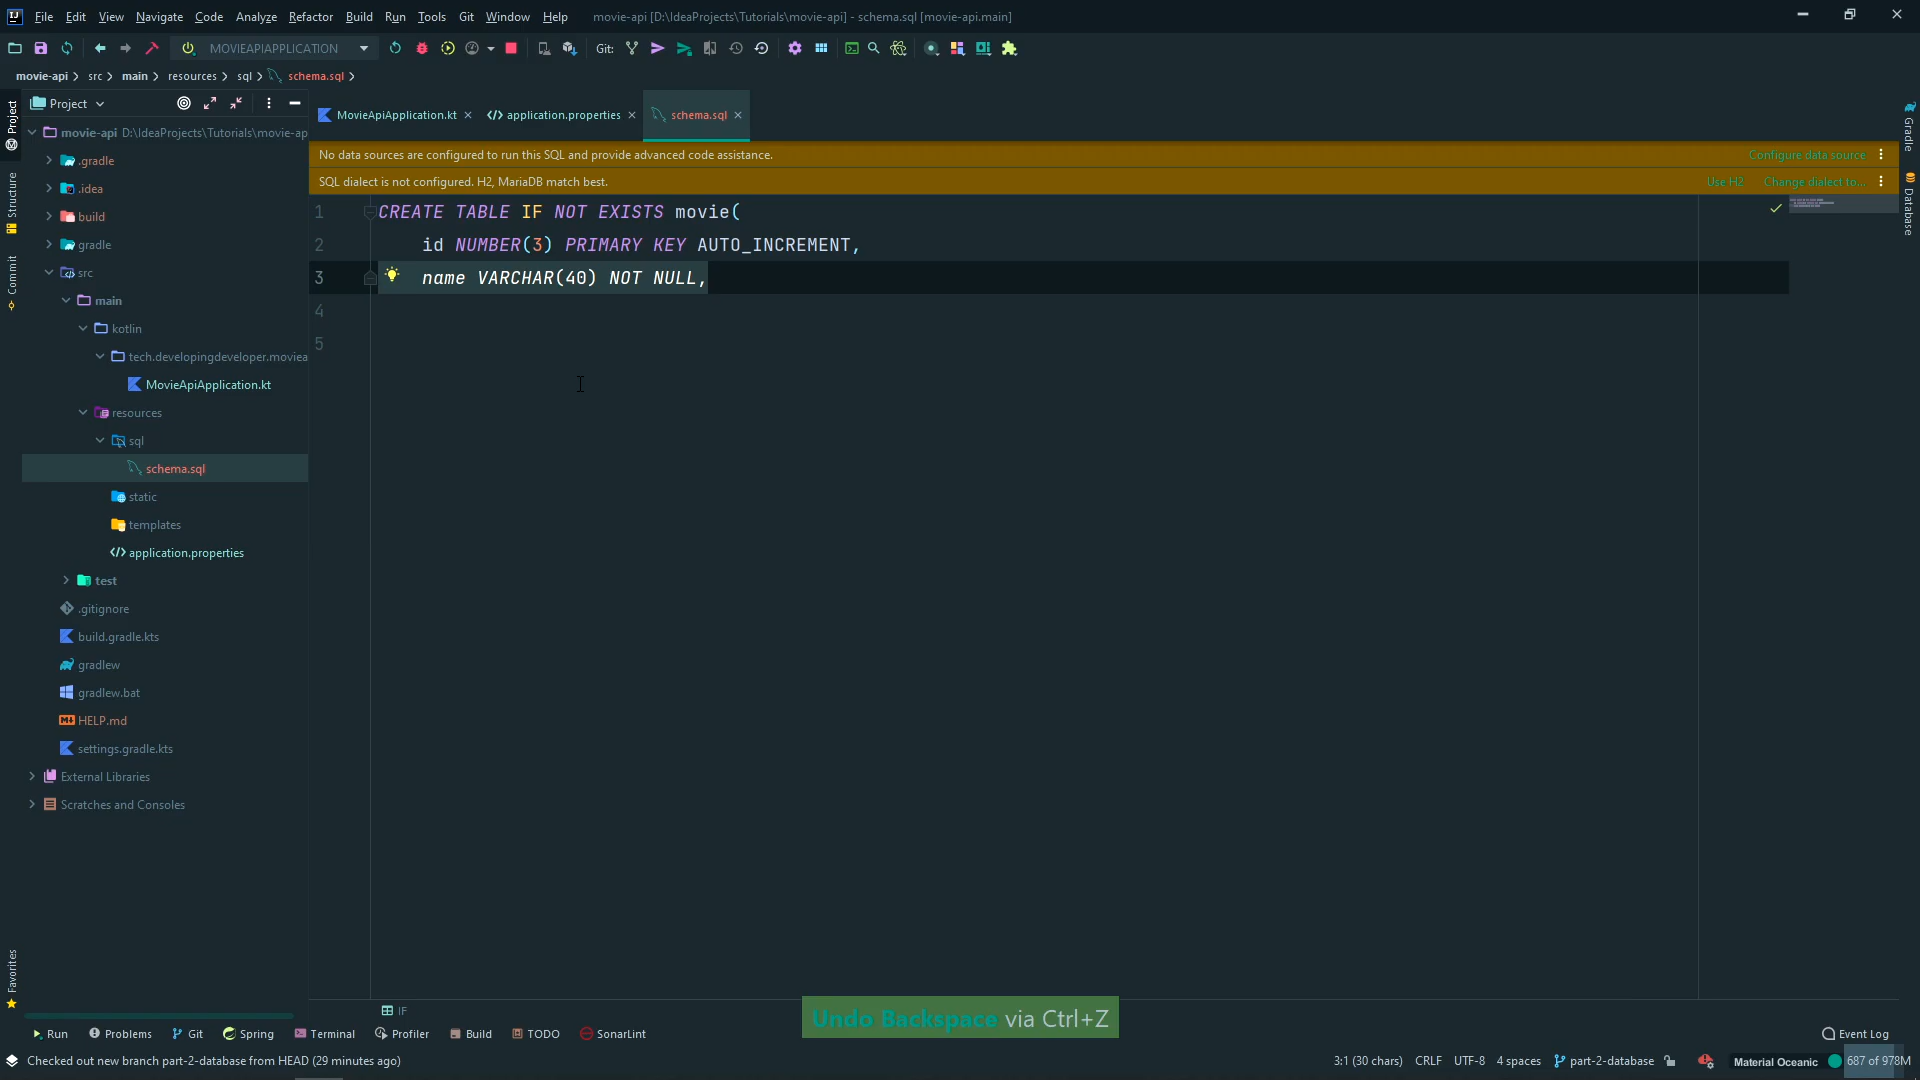 File Edit View Navigate Code Analyze Refactor Build Run Tools Git Window Help movie-api [D:\IdeaProjects\Tutorials\movie-api] - schema.sql [movie-api.main]
MOVIEAPIAPPLICATION Git:
movie-api src main resources sql schema.sql
Project
MovieApiApplication.kt application.properties schema.sql
No data sources are configured to run this SQL and provide advanced code assistance. Configure data source
SQL dialect is not configured. H2, MariaDB match best. Use H2 Change dialect to...
1 CREATE TABLE IF NOT EXISTS movie(
2 id NUMBER(3) PRIMARY KEY AUTO_INCREMENT,
3 name VARCHAR(40) NOT NULL,
4
5
movie-api D:\IdeaProjects\Tutorials\movie-ap
.gradle
.idea
build
gradle
src
main
kotlin
tech.developingdeveloper.moviea
MovieApiApplication.kt
resources
sql
schema.sql
static
templates
application.properties
test
.gitignore
build.gradle.kts
gradlew
gradlew.bat
HELP.md
settings.gradle.kts
External Libraries
Scratches and Consoles
Project
Structure
Commit
Favorites
Gradle
Database
IF
Undo Backspace via Ctrl+Z
Run Problems Git Spring Terminal Profiler Build TODO SonarLint Event Log
Checked out new branch part-2-database from HEAD (29 minutes ago) 3:1 (30 chars) CRLF UTF-8 4 spaces part-2-database Material Oceanic 687 of 978M